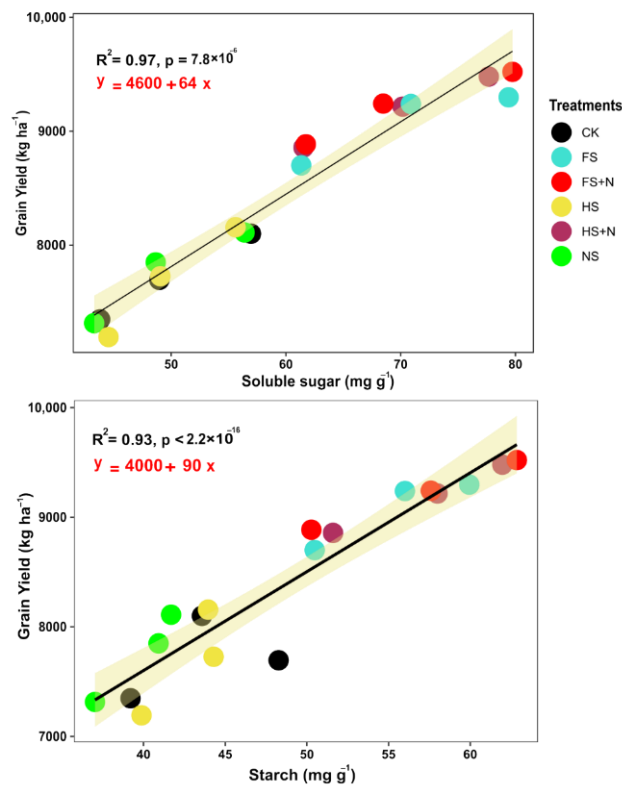 10,000
R² = 0.97, p = 7.8×10⁻⁶
y = 4600 + 64 x
9000
8000
Grain Yield (kg ha⁻¹)
50 60 70 80
Soluble sugar (mg g⁻¹)
Treatments
CK
FS
FS+N
HS
HS+N
NS
10,000
R² = 0.93, p < 2.2×10⁻¹⁶
y = 4000 + 90 x
9000
8000
7000
Grain Yield (kg ha⁻¹)
40 45 50 55 60
Starch (mg g⁻¹)